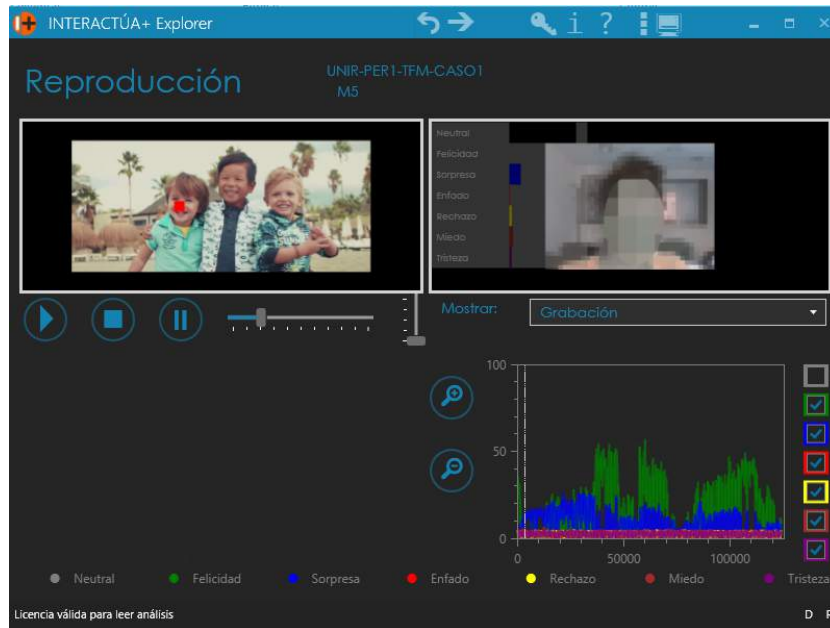 INTERACTÚA+ Explorer
Reproducción
UNIR-PER1-TFM-CASO1
M5
Neutral
Felicidad
Sorpresa
Enfado
Rechazo
Miedo
Tristeza
Mostrar:
Grabación
100
50
0
0
50000
100000
Neutral
Felicidad
Sorpresa
Enfado
Rechazo
Miedo
Tristeza
Licencia válida para leer análisis
D